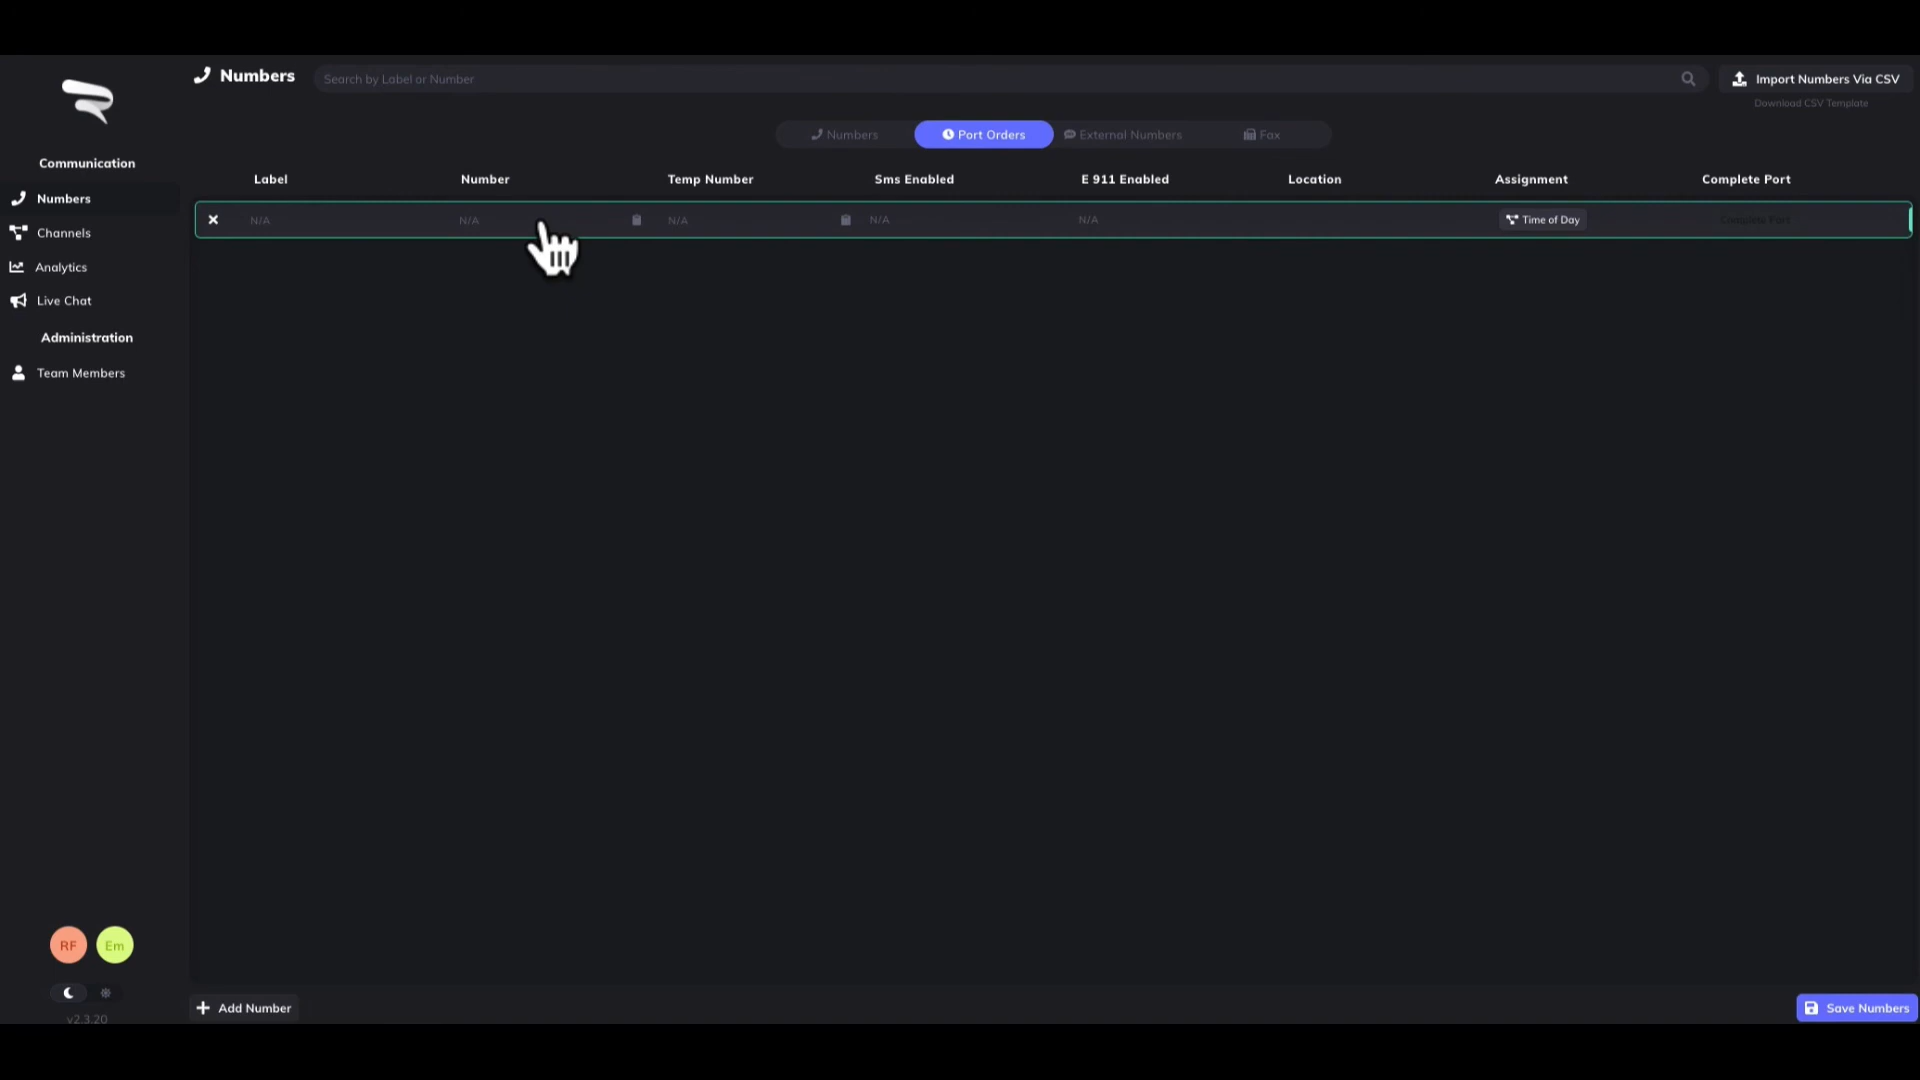 Numbers
Search by Label or Number
Import Numbers Via CSV
Download CSV Template
Numbers
Port Orders
External Numbers
Fax
Communication
Numbers
Channels
Analytics
Live Chat
Administration
Team Members
Label Number Temp Number Sms Enabled E 911 Enabled Location Assignment Complete Port
N/A N/A N/A N/A N/A Time of Day Complete Port
RF Em
v2.3.20
Add Number
Save Numbers